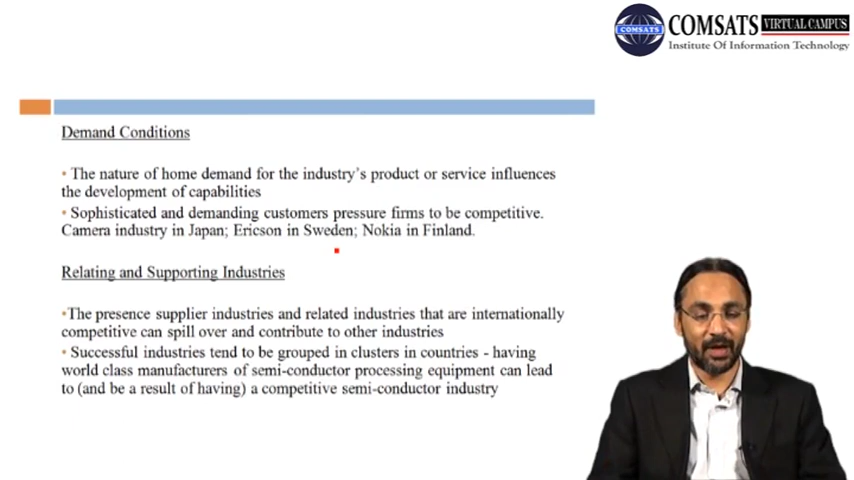 COMSATS
COMSATS VIRTUAL CAMPUS
Institute Of Information Technology
Demand Conditions
• The nature of home demand for the industry's product or service influences
the development of capabilities
• Sophisticated and demanding customers pressure firms to be competitive.
Camera industry in Japan; Ericson in Sweden; Nokia in Finland.
Relating and Supporting Industries
•The presence supplier industries and related industries that are internationally
competitive can spill over and contribute to other industries
• Successful industries tend to be grouped in clusters in countries - having
world class manufacturers of semi-conductor processing equipment can lead
to (and be a result of having) a competitive semi-conductor industry